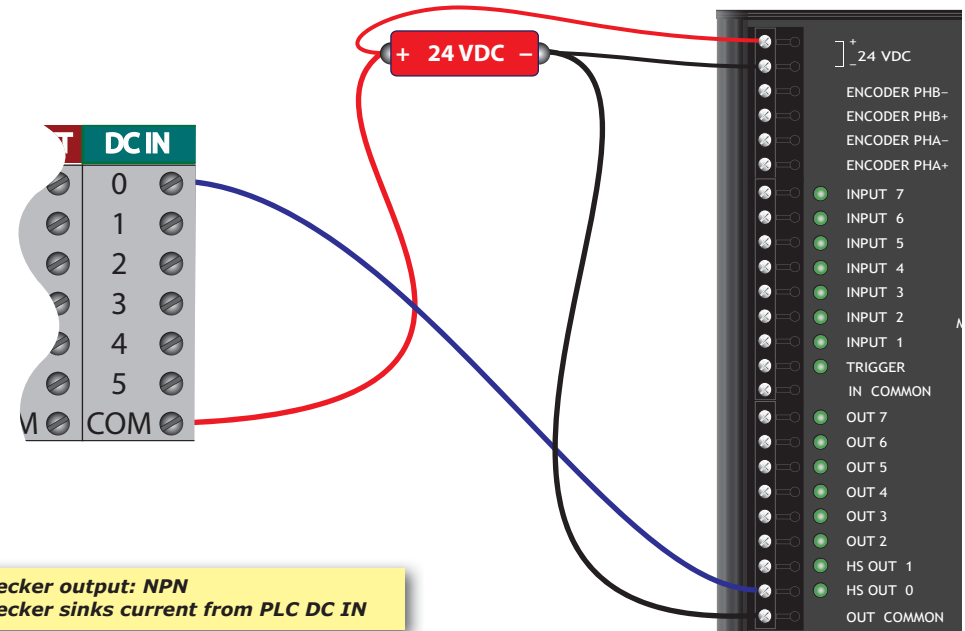 + 24 VDC −
T DC IN
0
1
2
3
4
5
M COM
+
24 VDC
−
ENCODER PHB−
ENCODER PHB+
ENCODER PHA−
ENCODER PHA+
INPUT 7
INPUT 6
INPUT 5
INPUT 4
INPUT 3
INPUT 2
INPUT 1
TRIGGER
IN COMMON
OUT 7
OUT 6
OUT 5
OUT 4
OUT 3
OUT 2
HS OUT 1
HS OUT 0
OUT COMMON
M
ecker output: NPN
ecker sinks current from PLC DC IN